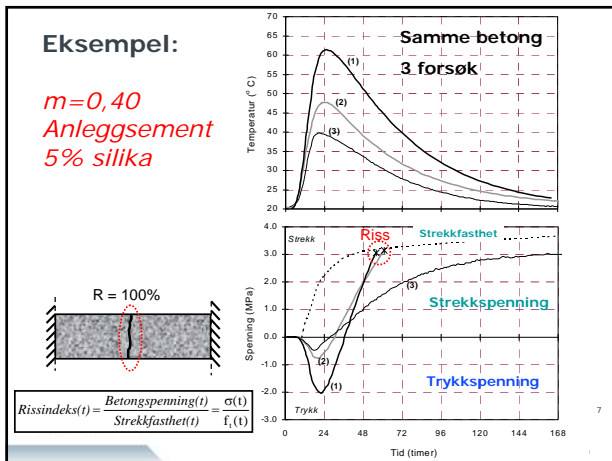 Eksempel:
m=0,40
Anleggsement
5% silika
R = 100%
Rissindeks(t) = Betongspenning(t) / Strekkfasthet(t) = σ(t) / f_t(t)
Samme betong
3 forsøk
Temperatur (° C)
70
65
60
55
50
45
40
35
30
25
20
(1)
(2)
(3)
Spenning (MPa)
4.0
3.0
2.0
1.0
0.0
-1.0
-2.0
-3.0
Strekk
Riss
Strekkfasthet
(3)
Strekkspenning
(2)
(1)
Trykkspenning
Trykk
0 24 48 72 96 120 144 168
Tid (timer)
7